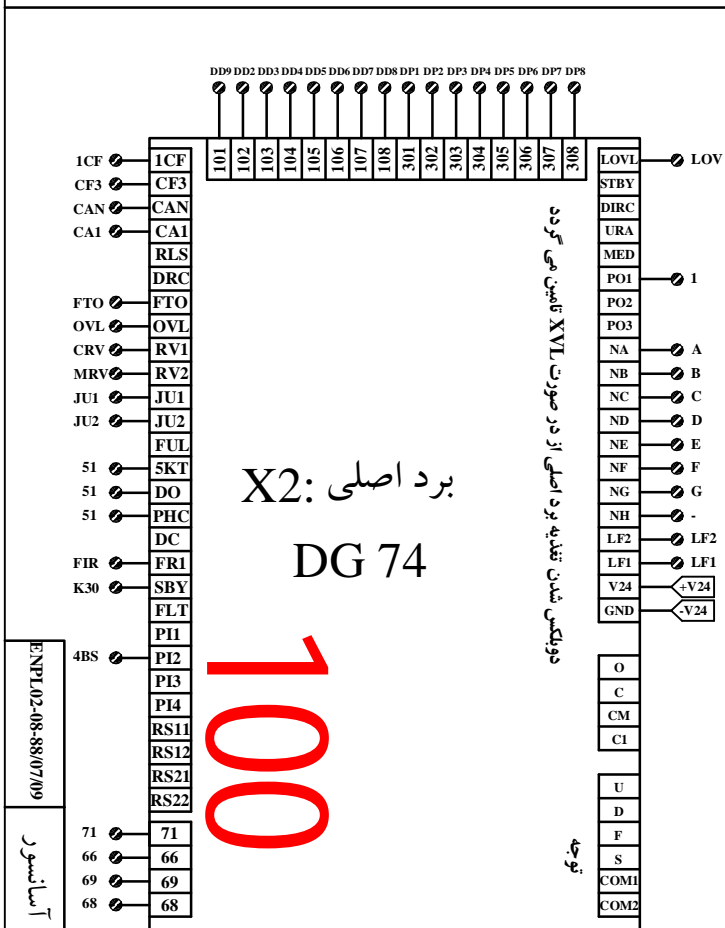 DD9 DD2 DD3 DD4 DD5 DD6 DD7 DD8 DP1 DP2 DP3 DP4 DP5 DP6 DP7 DP8
101 102 103 104 105 106 107 108 301 302 303 304 305 306 307 308
1CF 1CF
CF3 CF3
CAN CAN
CA1 CA1
RLS
DRC
FTO FTO
OVL OVL
CRV RV1
MRV RV2
JU1 JU1
JU2 JU2
FUL
51 5KT
51 DO
51 PHC
DC
FIR FR1
K30 SBY
FLT
PI1
4BS PI2
PI3
PI4
RS11
RS12
RS21
RS22
71 71
66 66
69 69
68 68
X2: برد اصلی
DG 74
100
دوبلکس شدن تغذیه برد اصلی از در صورت XVL تامین می گردد
توجه
LOVL LOV
STBY
DIRC
URA
MED
PO1 1
PO2
PO3
NA A
NB B
NC C
ND D
NE E
NF F
NG G
NH -
LF2 LF2
LF1 LF1
V24 +V24
GND -V24
O
C
CM
C1
U
D
F
S
COM1
COM2
ENPL02-08-88/07/09
آسانسور